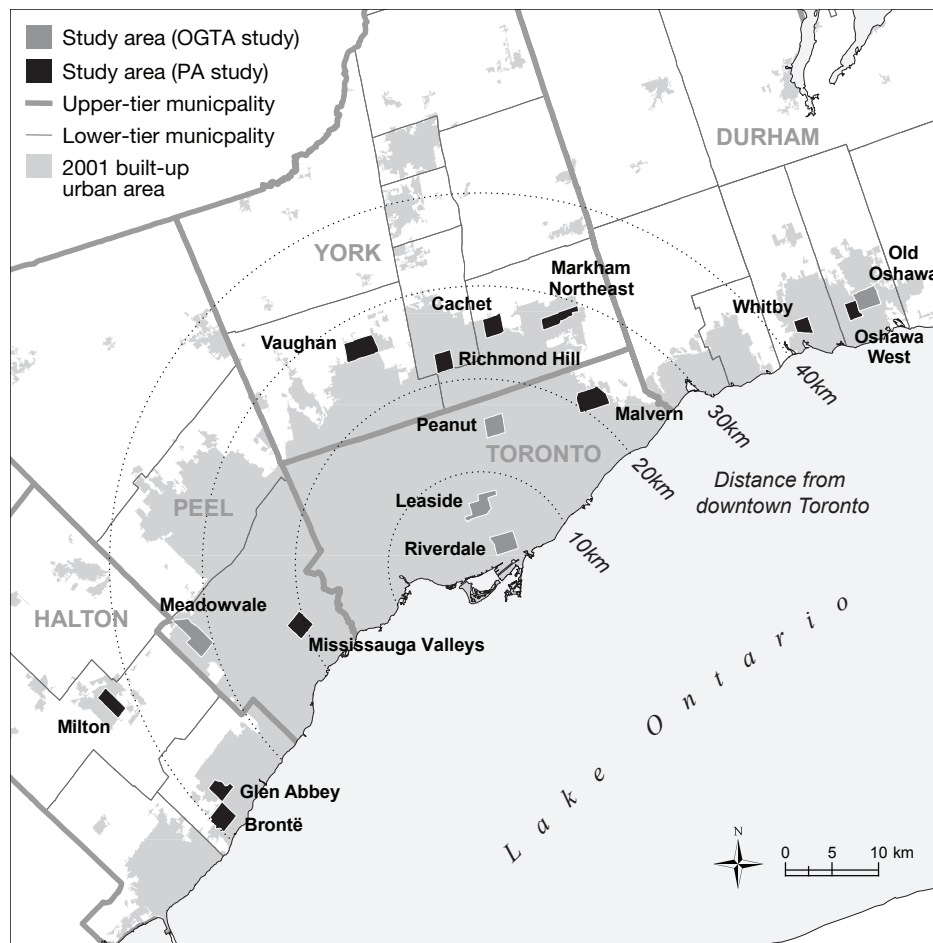 Study area (OGTA study)
Study area (PA study)
Upper-tier municpality
Lower-tier municpality
2001 built-up
urban area
DURHAM
YORK
Old
Oshawa
Markham
Northeast
Cachet
Whitby
Vaughan
Richmond Hill
Oshawa
West
40km
Malvern
30km
Peanut
TORONTO
20km
Distance from
downtown Toronto
PEEL
Leaside
10km
Riverdale
HALTON
Meadowvale
Mississauga Valleys
Milton
Lake Ontario
Glen Abbey
Brontë
N
0 5 10 km